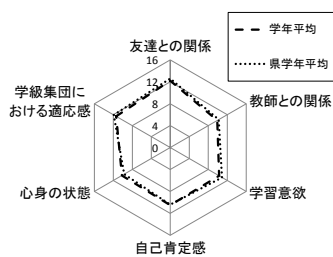 友達との関係
16
12
8
4
0
学年平均
県学年平均
学級集団に
おける適応感
教師との関係
心身の状態
学習意欲
自己肯定感